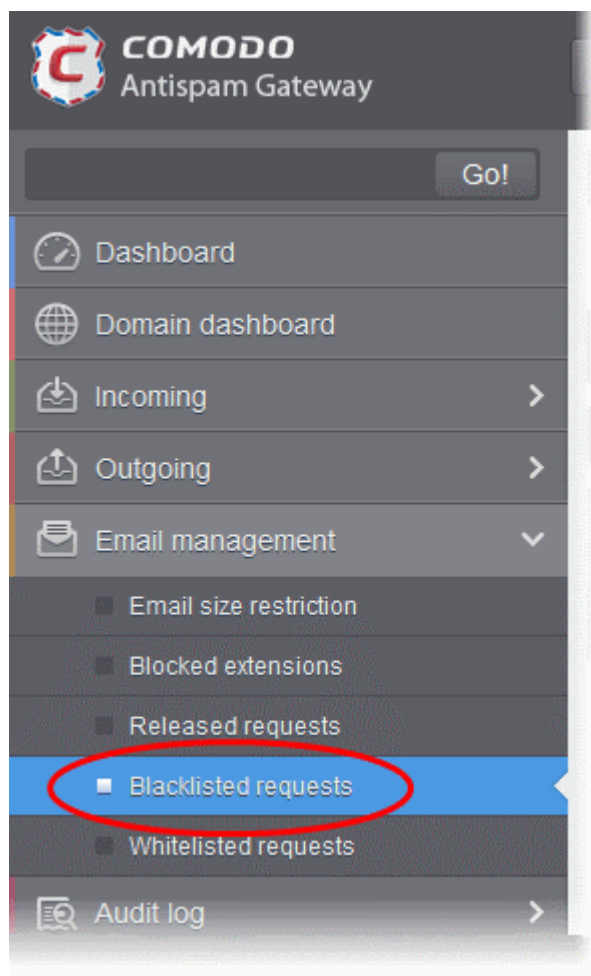 COMODO
Antispam Gateway
Go!
Dashboard
Domain dashboard
Incoming
Outgoing
Email management
Email size restriction
Blocked extensions
Released requests
Blacklisted requests
Whitelisted requests
Audit log